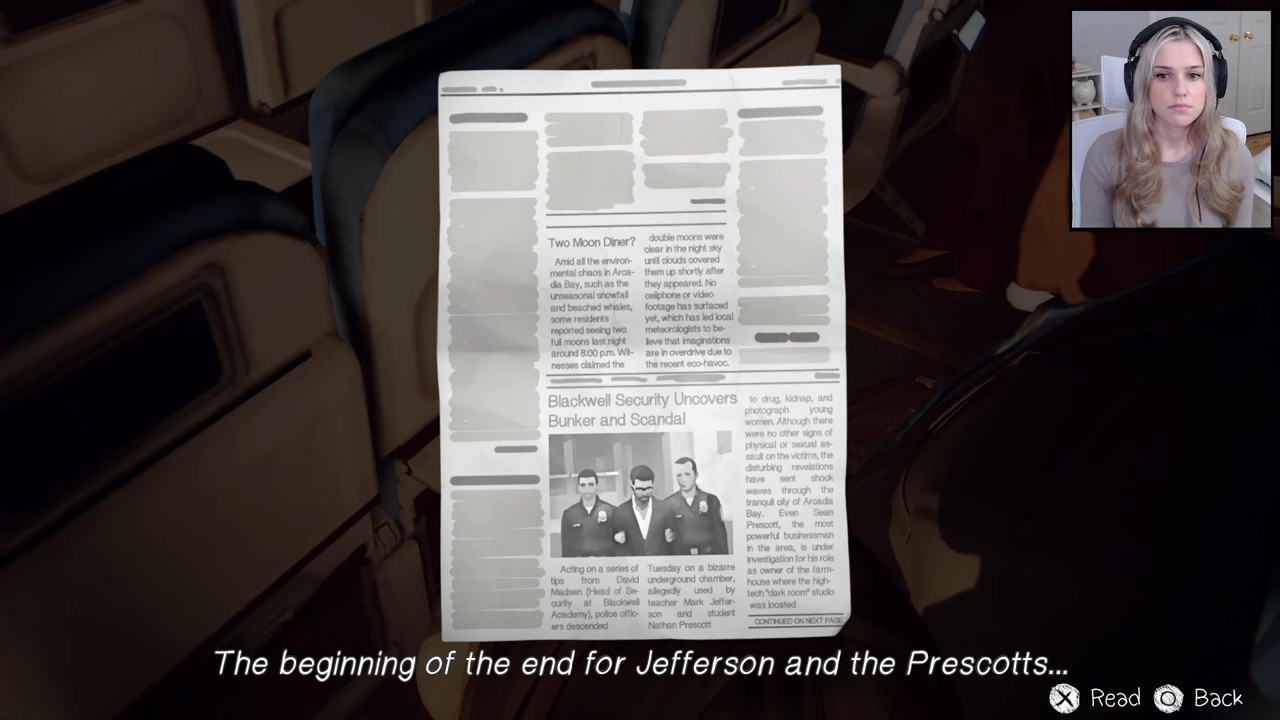 Two Moon Diner?
Amid all the environ-
mental chaos in Arca-
dia Bay, such as the
unseasonal snowfall
and beached whales,
some residents
reported seeing two
full moons last night
around 8:00 p.m. Wit-
nesses claimed the
double moons were
clear in the night sky
until clouds covered
them up shortly after
they appeared. No
cellphone or video
footage has surfaced
yet, which has led local
meteorologists to be-
lieve that imaginations
are in overdrive due to
the recent eco-havoc.
Blackwell Security Uncovers
Bunker and Scandal
Acting on a series of
tips from David
Madsen (Head of Se-
curity at Blackwell
Academy), police offic-
ers descended
Tuesday on a bizarre
underground chamber,
allegedly used by
teacher Mark Jeffer-
son and student
Nathan Prescott
to drug, kidnap, and
photograph young
women. Although there
were no other signs of
physical or sexual as-
sault on the victims, the
disturbing revelations
have sent shock
waves through the
tranquil city of Arcadia
Bay. Even Sean
Prescott, the most
powerful businessman
in the area, is under
investigation for his role
as owner of the farm-
house where the high-
tech "dark room" studio
was located
CONTINUED ON NEXT PAGE
The beginning of the end for Jefferson and the Prescotts...
Read Back